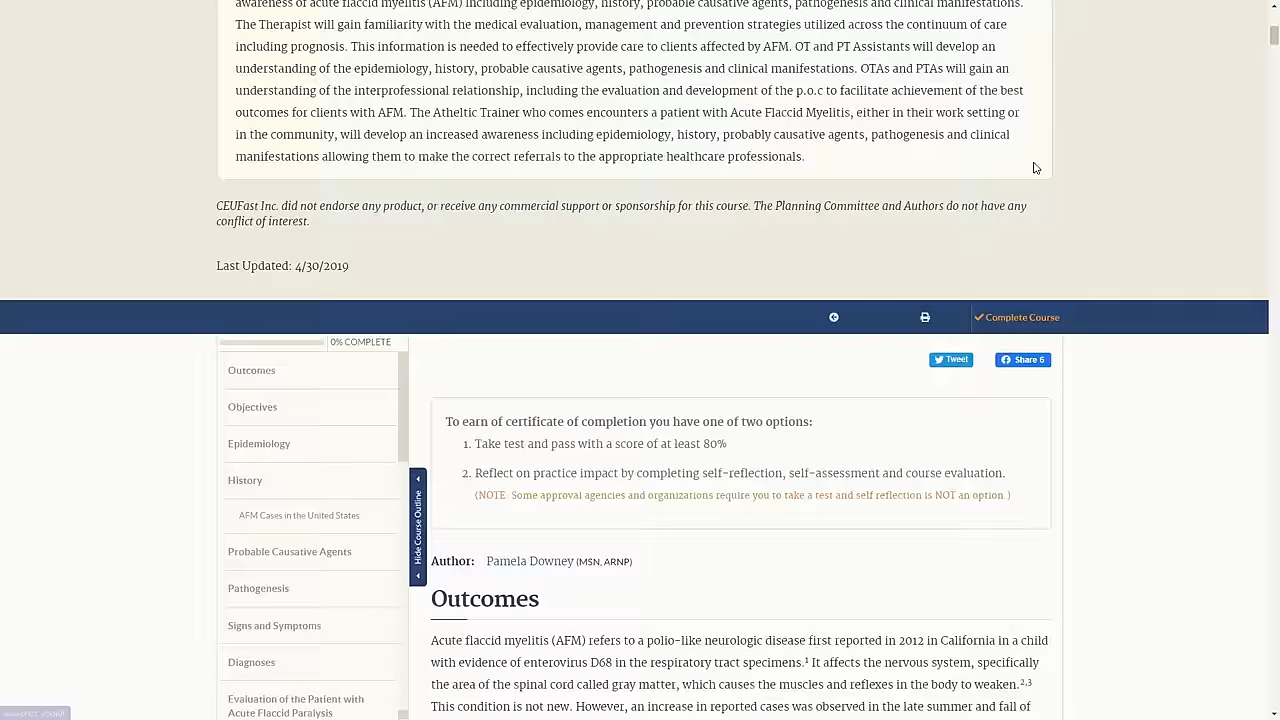 awareness of acute flaccid myelitis (AFM) including epidemiology, history, probable causative agents, pathogenesis and clinical manifestations.
The Therapist will gain familiarity with the medical evaluation, management and prevention strategies utilized across the continuum of care
including prognosis. This information is needed to effectively provide care to clients affected by AFM. OT and PT Assistants will develop an
understanding of the epidemiology, history, probable causative agents, pathogenesis and clinical manifestations. OTAs and PTAs will gain an
understanding of the interprofessional relationship, including the evaluation and development of the p.o.c to facilitate achievement of the best
outcomes for clients with AFM. The Atheltic Trainer who comes encounters a patient with Acute Flaccid Myelitis, either in their work setting or
in the community, will develop an increased awareness including epidemiology, history, probably causative agents, pathogenesis and clinical
manifestations allowing them to make the correct referrals to the appropriate healthcare professionals.
CEUFast Inc. did not endorse any product, or receive any commercial support or sponsorship for this course. The Planning Committee and Authors do not have any
conflict of interest.
Last Updated: 4/30/2019
Complete Course
0% COMPLETE
Outcomes
Objectives
Epidemiology
History
AFM Cases in the United States
Probable Causative Agents
Pathogenesis
Signs and Symptoms
Diagnoses
Evaluation of the Patient with
Acute Flaccid Paralysis
Hide Course Outline
Tweet
Share 6
To earn of certificate of completion you have one of two options:
1. Take test and pass with a score of at least 80%
2. Reflect on practice impact by completing self-reflection, self-assessment and course evaluation.
(NOTE: Some approval agencies and organizations require you to take a test and self reflection is NOT an option.)
Author: Pamela Downey (MSN, ARNP)
Outcomes
Acute flaccid myelitis (AFM) refers to a polio-like neurologic disease first reported in 2012 in California in a child
with evidence of enterovirus D68 in the respiratory tract specimens.¹ It affects the nervous system, specifically
the area of the spinal cord called gray matter, which causes the muscles and reflexes in the body to weaken.²,³
This condition is not new. However, an increase in reported cases was observed in the late summer and fall of